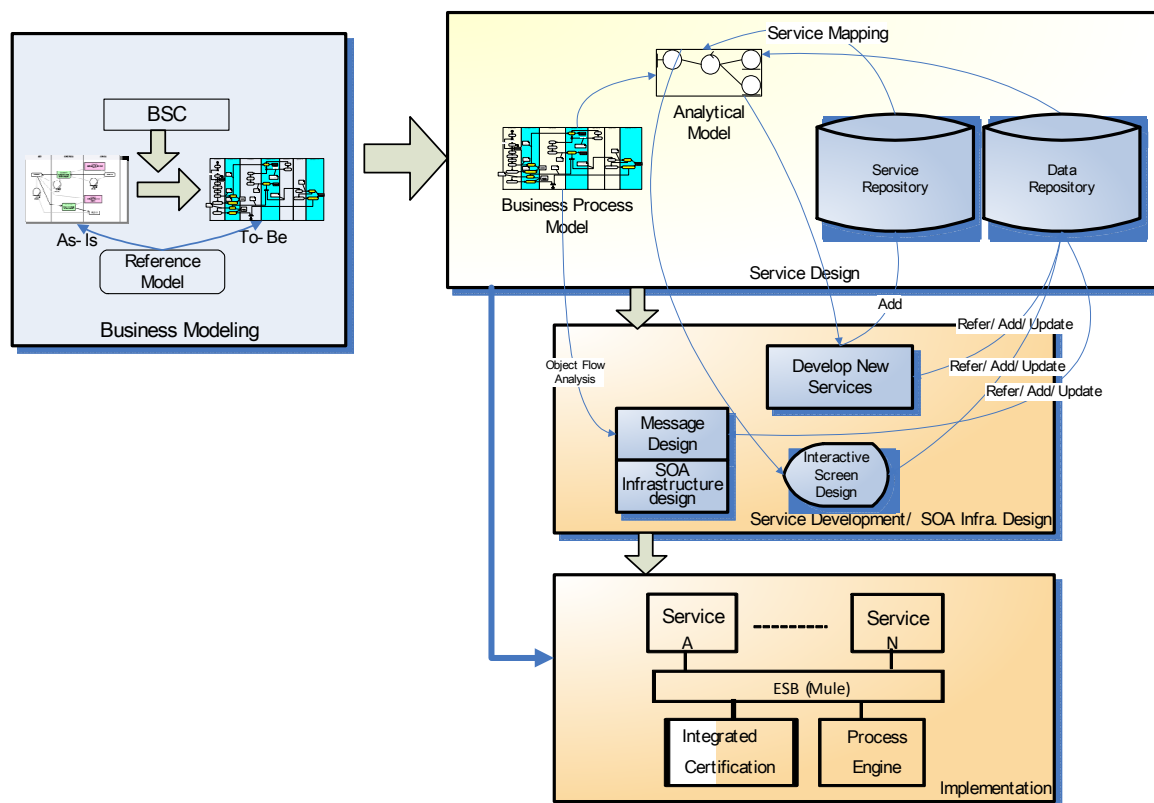 BSC
As- Is
To- Be
Reference
Model
Business Modeling
Service Mapping
Analytical
Model
Business Process
Model
Service
Repository
Data
Repository
Service Design
Add
Refer/ Add/ Update
Refer/ Add/ Update
Refer/ Add/ Update
Object Flow
Analysis
Develop New
Services
Message
Design
SOA
Infrastructure
design
Interactive
Screen
Design
Service Development/ SOA Infra. Design
Service
A
Service
N
ESB (Mule)
Integrated
Certification
Process
Engine
Implementation